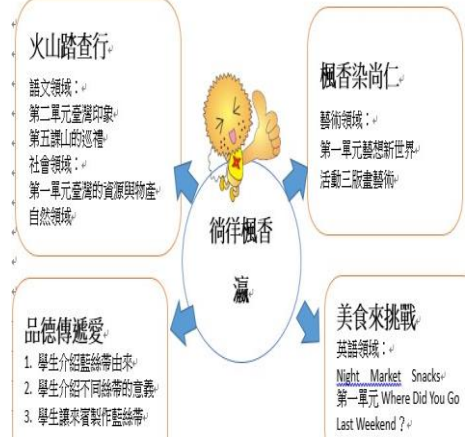 火山踏查行
語文領域：
第二單元臺灣印象
第五課山的巡禮
社會領域：
第一單元臺灣的資源與物產
自然領域
楓香染尚仁
藝術領域：
第一單元藝想新世界
活動三版畫藝術
徜徉楓香
瀛
品德傳遞愛
1. 學生介紹藍絲帶由來
2. 學生介紹不同絲帶的意義
3. 學生讓來賓製作藍絲帶
美食來挑戰
英語領域：
Night Market Snacks
第一單元 Where Did You Go
Last Weekend？